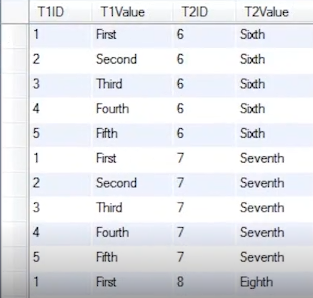 T1ID T1Value T2ID T2Value
1 First 6 Sixth
2 Second 6 Sixth
3 Third 6 Sixth
4 Fourth 6 Sixth
5 Fifth 6 Sixth
1 First 7 Seventh
2 Second 7 Seventh
3 Third 7 Seventh
4 Fourth 7 Seventh
5 Fifth 7 Seventh
1 First 8 Eighth